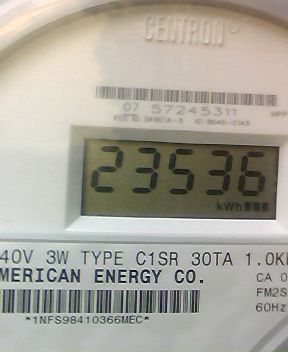 CENTRON®
07 57245311
23536
kWh
40V 3W TYPE C1SR 30TA 1.0K
MERICAN ENERGY CO.
CA 0
FM2S
60Hz
*1NFS98410366MEC*